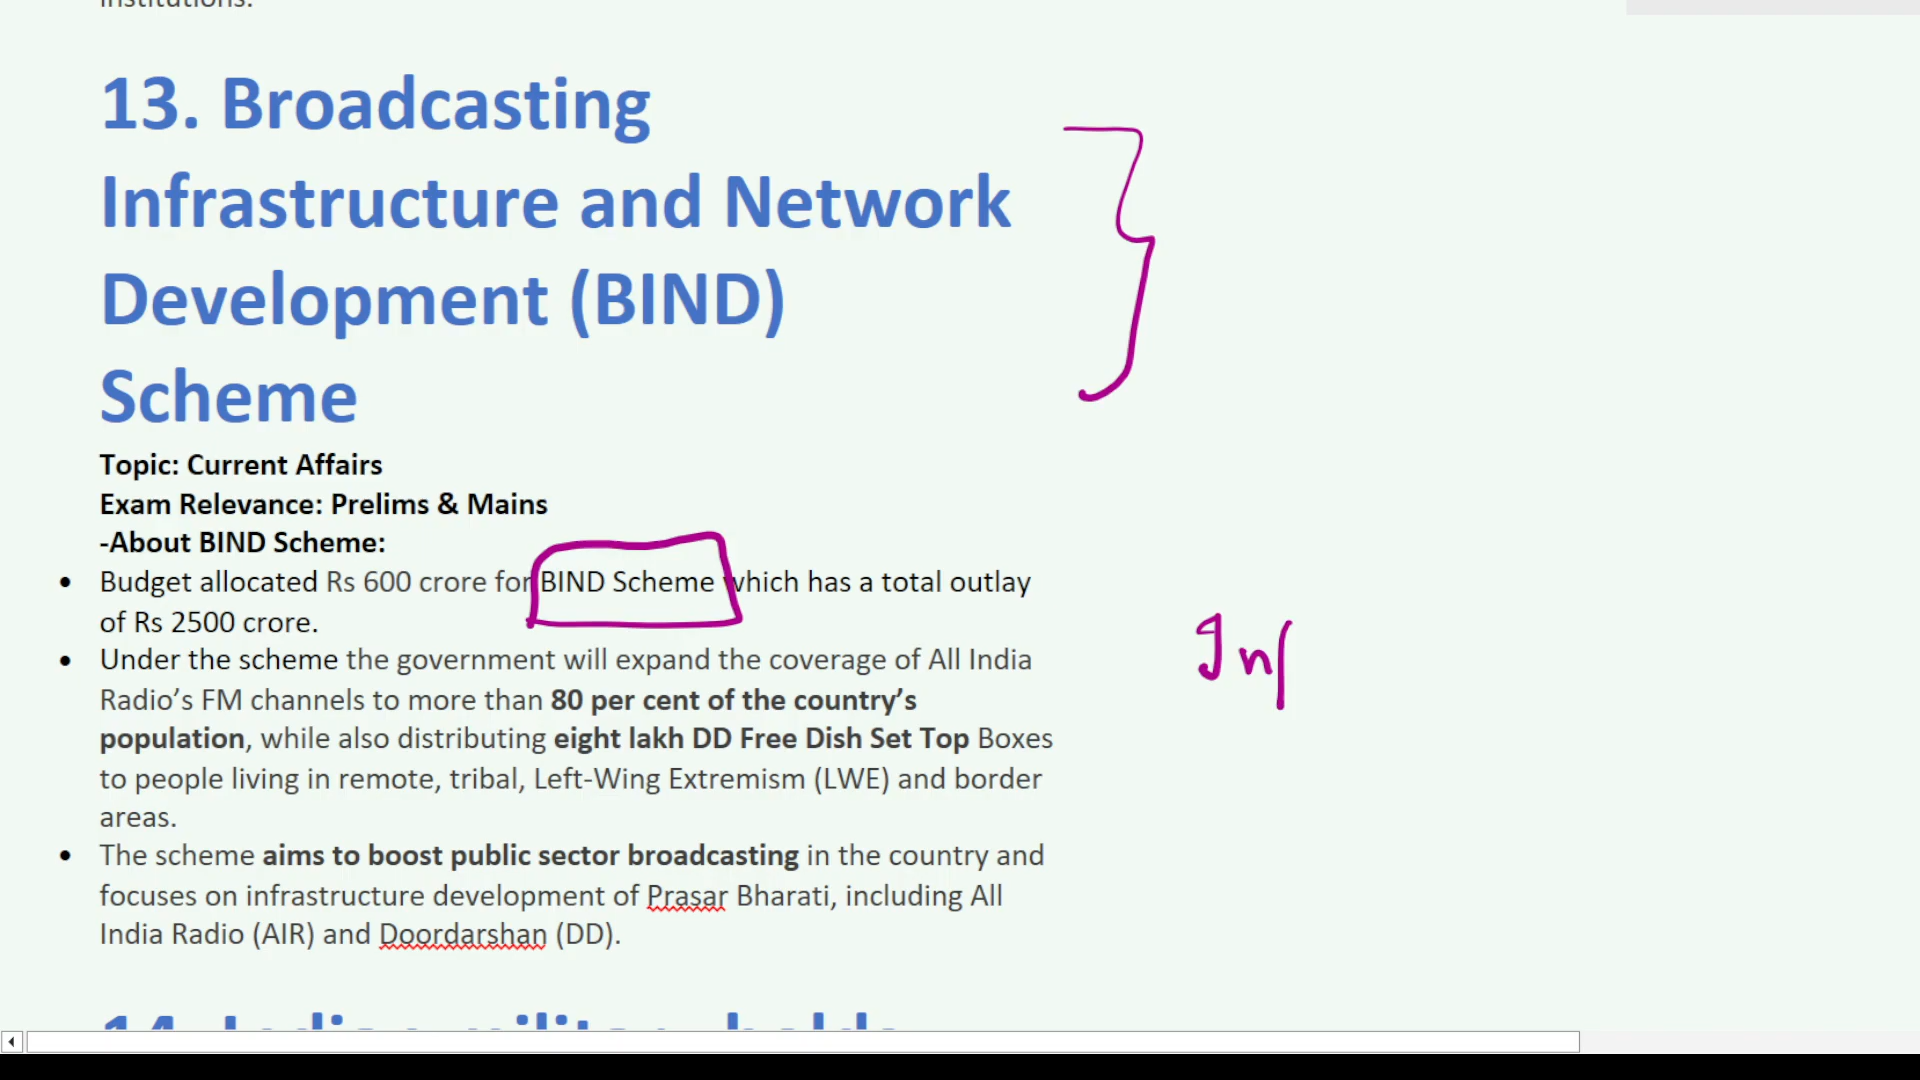 institutions.
13. Broadcasting
Infrastructure and Network
Development (BIND)
Scheme
Topic: Current Affairs
Exam Relevance: Prelims & Mains
-About BIND Scheme:
• Budget allocated Rs 600 crore for BIND Scheme which has a total outlay
of Rs 2500 crore.
• Under the scheme the government will expand the coverage of All India
Radio’s FM channels to more than 80 per cent of the country’s
population, while also distributing eight lakh DD Free Dish Set Top Boxes
to people living in remote, tribal, Left-Wing Extremism (LWE) and border
areas.
• The scheme aims to boost public sector broadcasting in the country and
focuses on infrastructure development of Prasar Bharati, including All
India Radio (AIR) and Doordarshan (DD).
Inf